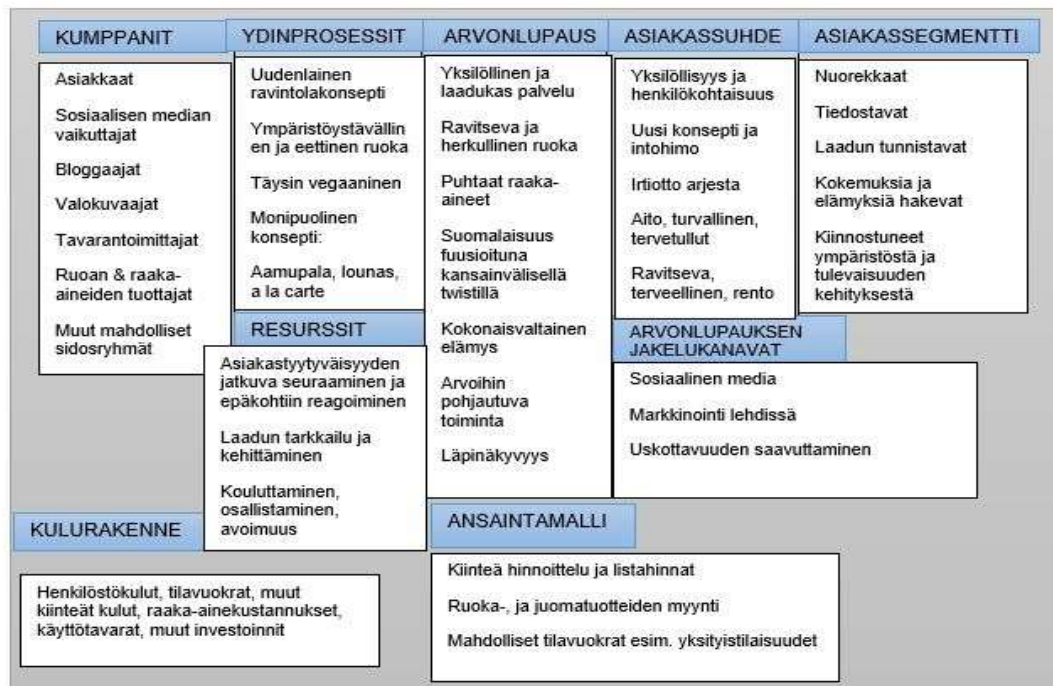 KUMPPANIT
Asiakkaat
Sosiaalisen median
vaikuttajat
Bloggaajat
Valokuvaajat
Tavarantoimittajat
Ruoan & raaka-
aineiden tuottajat
Muut mahdolliset
sidosryhmät
YDINPROSESSIT
Uudenlainen
ravintolakonsepti
Ympäristöystävällin
en ja eettinen ruoka
Täysin vegaaninen
Monipuolinen
konsepti:
Aamupala, lounas,
a la carte
RESURSSIT
Asiakastyytyväisyyden
jatkuva seuraaminen ja
epäkohtiin reagoiminen
Laadun tarkkailu ja
kehittäminen
Kouluttaminen,
osallistaminen,
avoimuus
ARVONLUPAUS
Yksilöllinen ja
laadukas palvelu
Ravitseva ja
herkullinen ruoka
Puhtaat raaka-
aineet
Suomalaisuus
fuusioituna
kansainvälisellä
twistillä
Kokonaisvaltainen
elämys
Arvoihin
pohjautuva
toiminta
Läpinäkyvyys
ASIAKASSUHDE
Yksilöllisyys ja
henkilökohtaisuus
Uusi konsepti ja
intohimo
Irtiotto arjesta
Aito, turvallinen,
tervetullut
Ravitseva,
terveellinen, rento
ASIAKASSEGMENTTI
Nuorekkaat
Tiedostavat
Laadun tunnistavat
Kokemuksia ja
elämyksiä hakevat
Kiinnostuneet
ympäristöstä ja
tulevaisuuden
kehityksestä
ARVONLUPAUKSEN
JAKELUKANAVAT
Sosiaalinen media
Markkinointi lehdissä
Uskottavuuden saavuttaminen
KULURAKENNE
Henkilöstökulut, tilavuokrat, muut
kiinteät kulut, raaka-ainekustannukset,
käyttötavarat, muut investoinnit
ANSAINTAMALLI
Kiinteä hinnoittelu ja listahinnat
Ruoka-, ja juomatuotteiden myynti
Mahdolliset tilavuokrat esim. yksityistilaisuudet